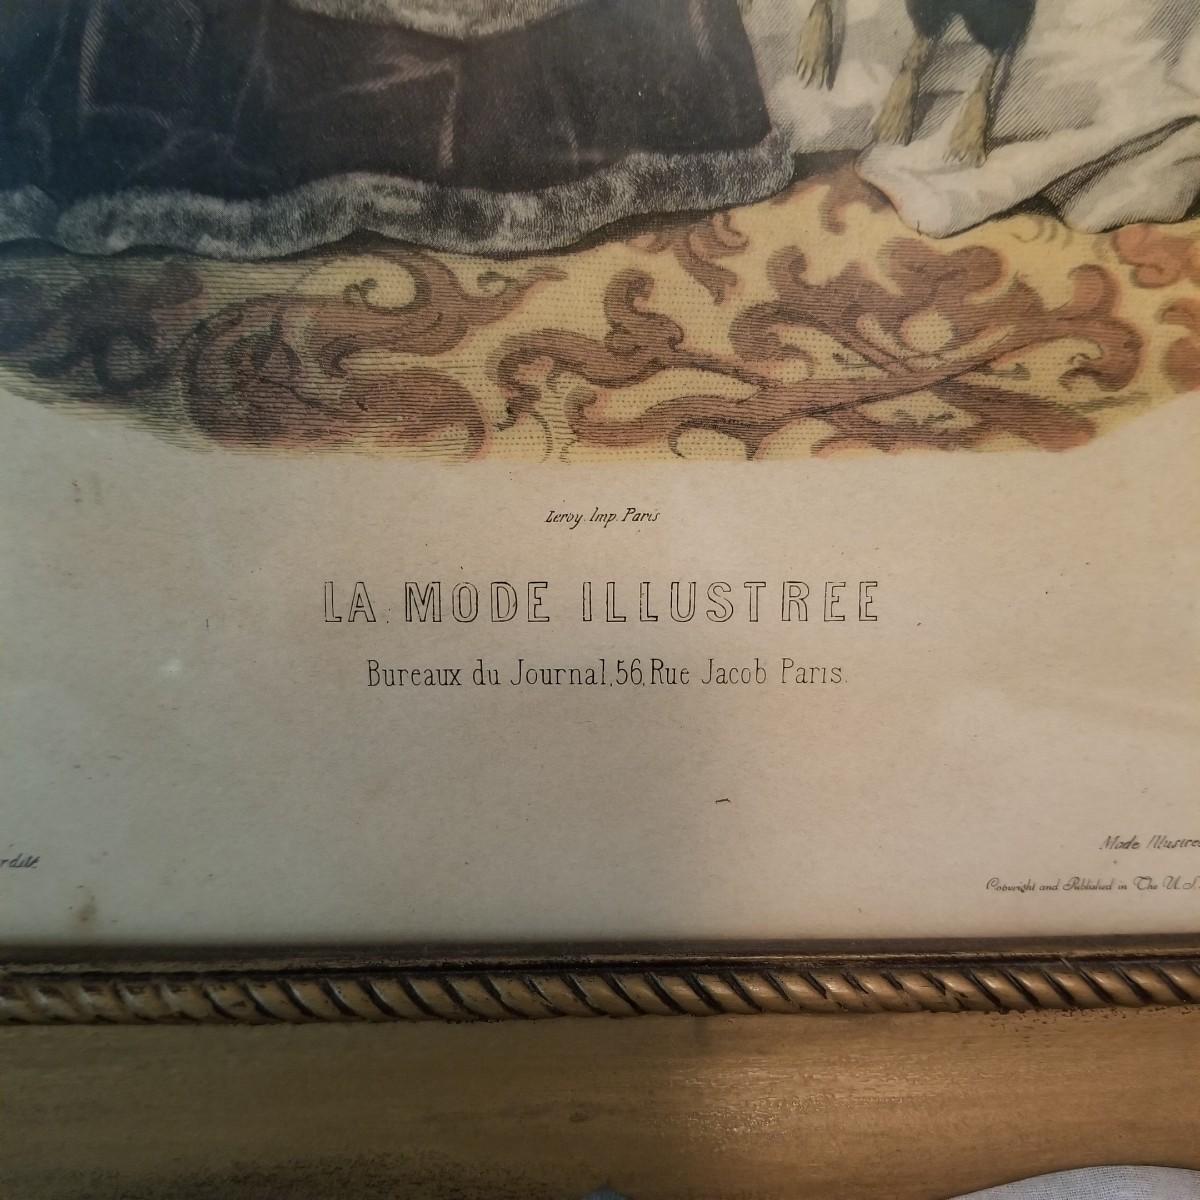 Leroy. Imp. Paris
LA MODE ILLUSTREE
Bureaux du Journal, 56, Rue Jacob Paris.
Mode
Copyright and Published in The U.S.